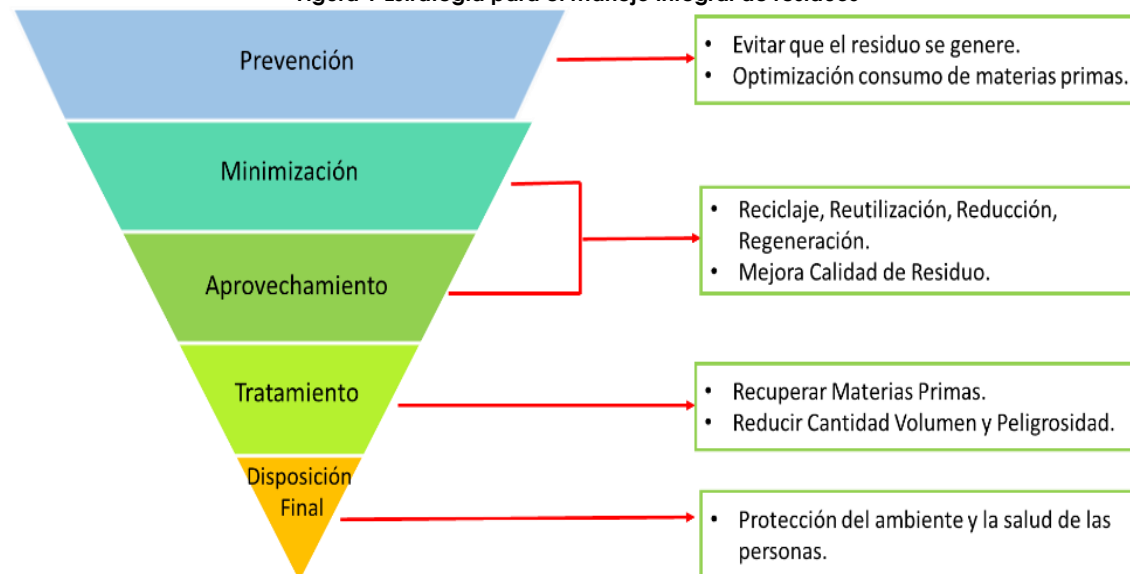 Prevención
• Evitar que el residuo se genere.
• Optimización consumo de materias primas.
Minimización
Aprovechamiento
• Reciclaje, Reutilización, Reducción,
Regeneración.
• Mejora Calidad de Residuo.
Tratamiento
• Recuperar Materias Primas.
• Reducir Cantidad Volumen y Peligrosidad.
Disposición
Final
• Protección del ambiente y la salud de las
personas.